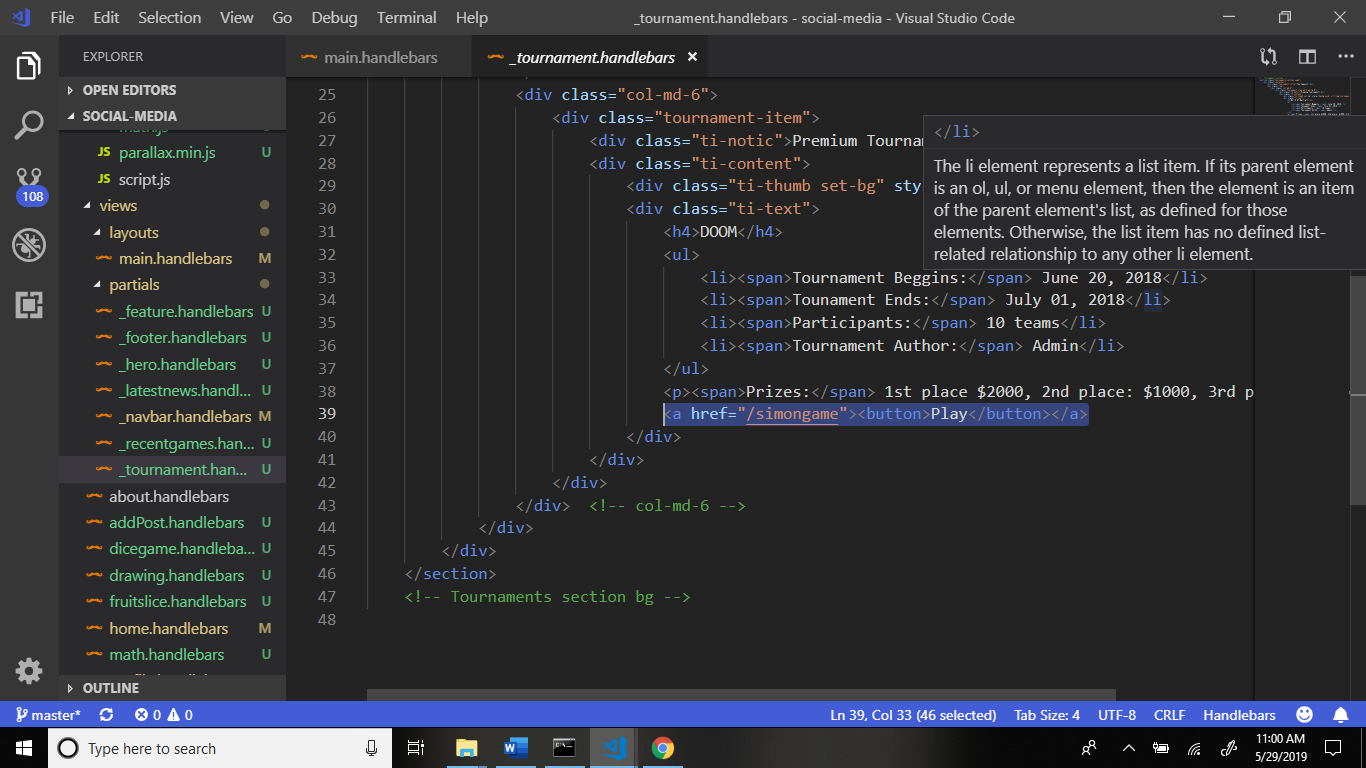 File Edit Selection View Go Debug Terminal Help
_tournament.handlebars - social-media - Visual Studio Code
EXPLORER
OPEN EDITORS
SOCIAL-MEDIA
JS parallax.min.js U
JS script.js
views
layouts
main.handlebars M
partials
_feature.handlebars U
_footer.handlebars U
_hero.handlebars U
_latestnews.handl... U
_navbar.handlebars M
_recentgames.han... U
_tournament.han... U
about.handlebars
addPost.handlebars U
dicegame.handleba... U
drawing.handlebars U
fruitslice.handlebars U
home.handlebars M
math.handlebars U
OUTLINE
108
main.handlebars
_tournament.handlebars
25 <div class="col-md-6">
26 <div class="tournament-item">
27 <div class="ti-notic">Premium Tournam
28 <div class="ti-content">
29 <div class="ti-thumb set-bg" sty
30 <div class="ti-text">
31 <h4>DOOM</h4>
32 <ul>
33 <li><span>Tournament Beggins:</span> June 20, 2018</li>
34 <li><span>Tounament Ends:</span> July 01, 2018</li>
35 <li><span>Participants:</span> 10 teams</li>
36 <li><span>Tournament Author:</span> Admin</li>
37 </ul>
38 <p><span>Prizes:</span> 1st place $2000, 2nd place: $1000, 3rd p
39 <a href="/simongame"><button>Play</button></a>
40 </div>
41 </div>
42 </div>
43 </div> <!-- col-md-6 -->
44 </div>
45 </div>
46 </section>
47 <!-- Tournaments section bg -->
48
</li>
The li element represents a list item. If its parent element
is an ol, ul, or menu element, then the element is an item
of the parent element's list, as defined for those
elements. Otherwise, the list item has no defined list-
related relationship to any other li element.
master* 0 0 Ln 39, Col 33 (46 selected) Tab Size: 4 UTF-8 CRLF Handlebars
Type here to search
11:00 AM
5/29/2019